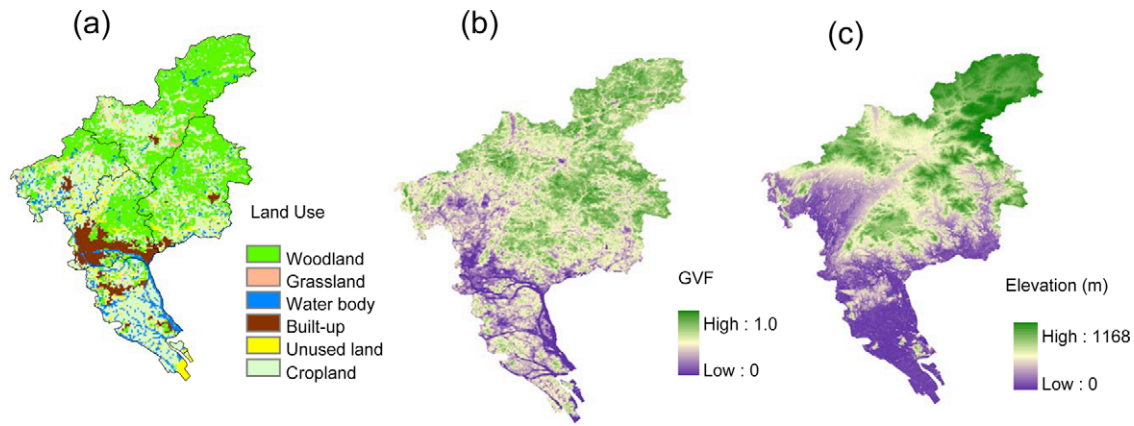 (a)
(b)
(c)
Land Use
Woodland
Grassland
Water body
Built-up
Unused land
Cropland
GVF
High : 1.0
Low : 0
Elevation (m)
High : 1168
Low : 0